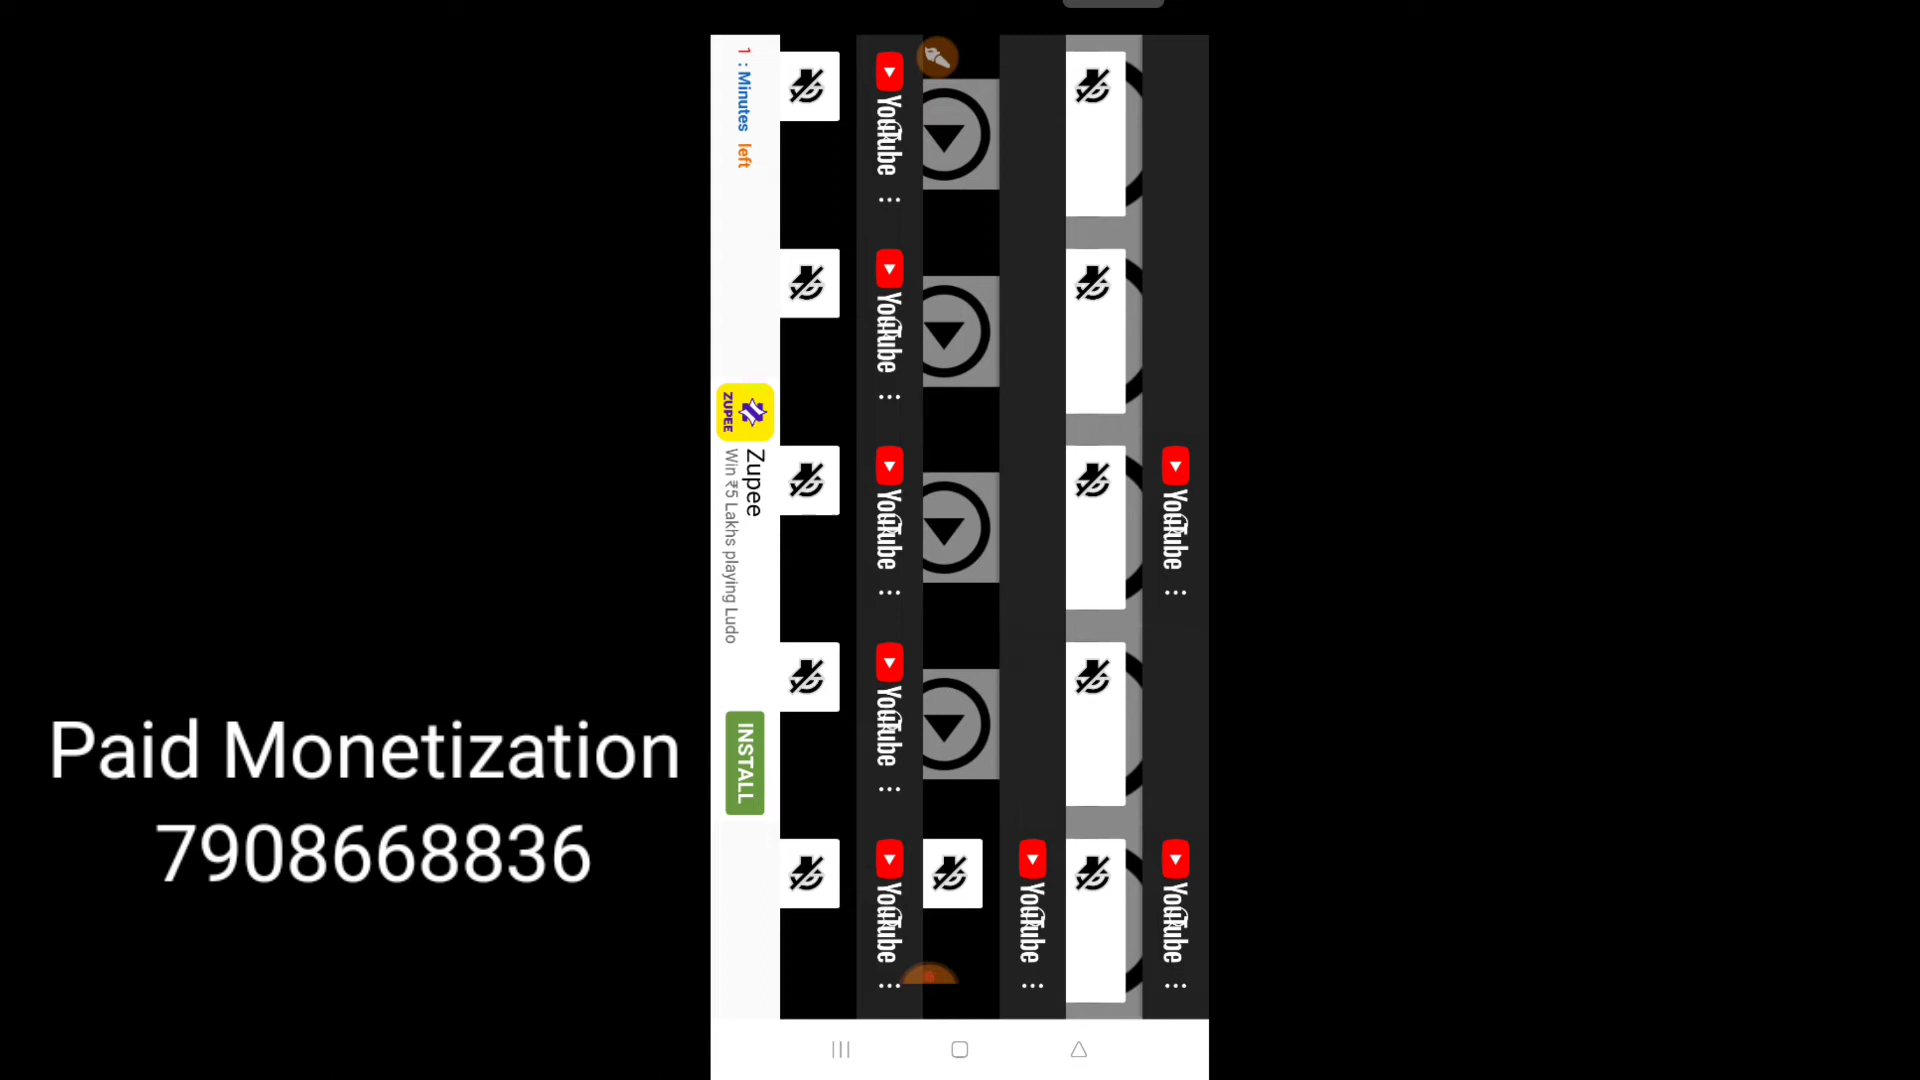 1 : Minutes left
ZUPEE
Zupee
Win ₹5 Lakhs playing Ludo
INSTALL
YouTube
YouTube
YouTube
YouTube
YouTube
YouTube
YouTube
YouTube
Paid Monetization
7908668836